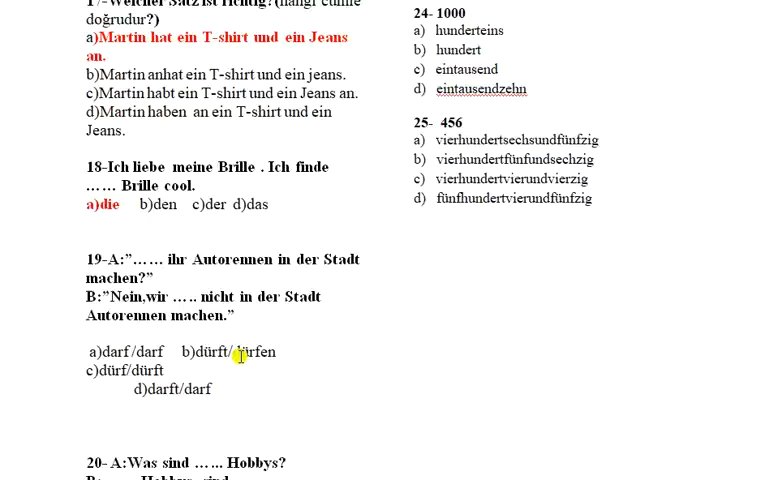 17-Welcher Satz ist richtig?(hangi cümle
doğrudur?)
a)Martin hat ein T-shirt und ein Jeans
an.
b)Martin anhat ein T-shirt und ein jeans.
c)Martin habt ein T-shirt und ein Jeans an.
d)Martin haben an ein T-shirt und ein
Jeans.
18-Ich liebe meine Brille . Ich finde
…… Brille cool.
a)die b)den c)der d)das
19-A:”…… ihr Autorennen in der Stadt
machen?”
B:”Nein,wir ….. nicht in der Stadt
Autorennen machen.”
a)darf/darf b)dürft/dürfen
c)dürf/dürft
d)darft/darf
20- A:Was sind …... Hobbys?
Hobbys sind
24- 1000
a) hunderteins
b) hundert
c) eintausend
d) eintausendzehn
25- 456
a) vierhundertsechsundfünfzig
b) vierhundertfünfundsechzig
c) vierhundertvierundvierzig
d) fünfhundertvierundfünfzig